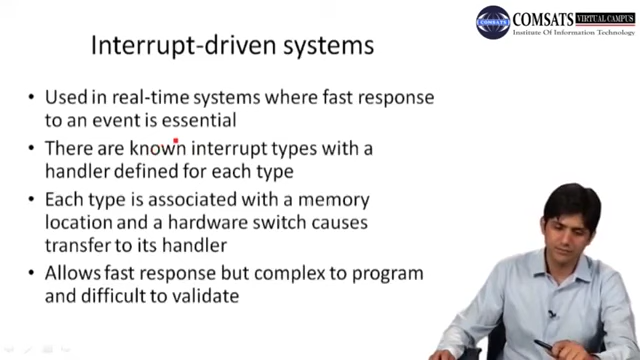 COMSATS VIRTUAL CAMPUS
Institute Of Information Technology
Interrupt-driven systems
• Used in real-time systems where fast response
to an event is essential
• There are known interrupt types with a
handler defined for each type
• Each type is associated with a memory
location and a hardware switch causes
transfer to its handler
• Allows fast response but complex to program
and difficult to validate